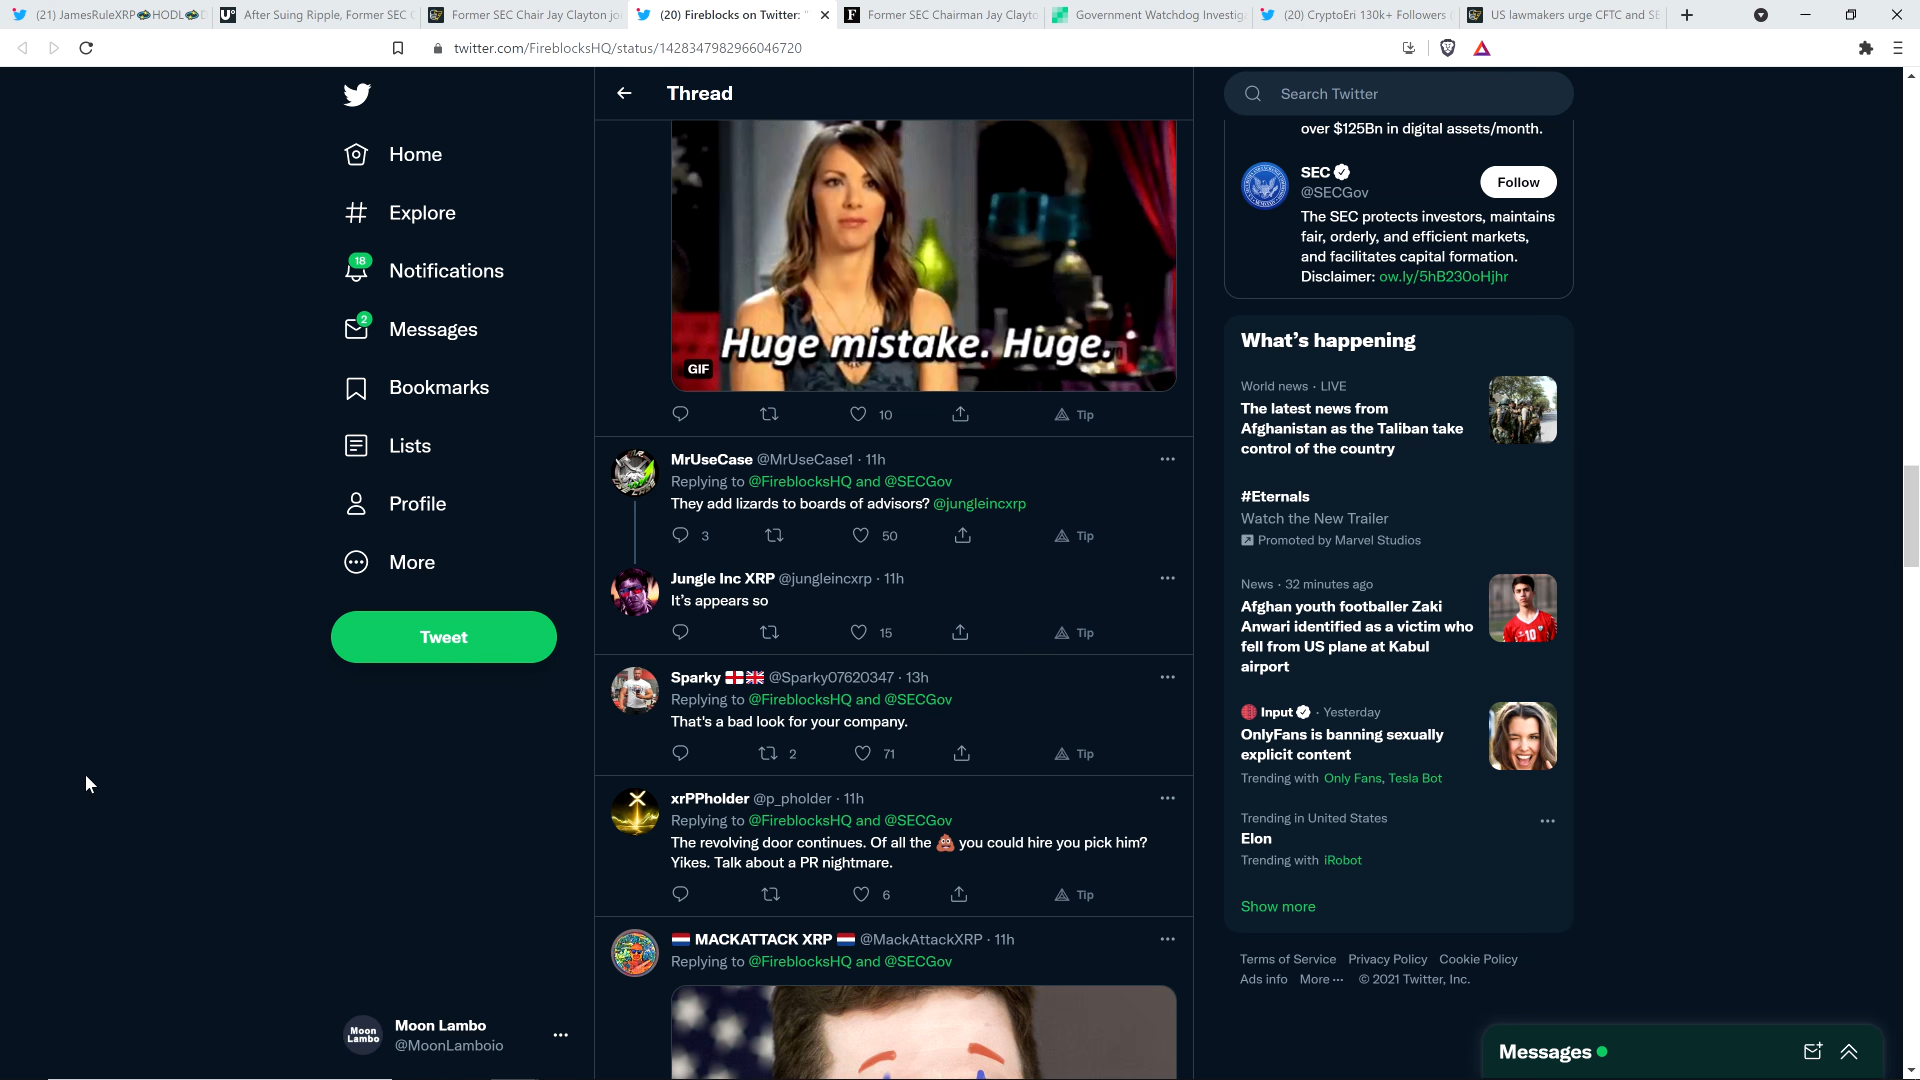 (21) JamesRuleXRP HODL
After Suing Ripple, Former SEC
Former SEC Chair Jay Clayton jo
(20) Fireblocks on Twitter: "
Former SEC Chairman Jay Clayto
Government Watchdog Investiga
(20) CryptoEri 130k+ Followers
US lawmakers urge CFTC and SE
twitter.com/FireblocksHQ/status/1428347982966046720
Home
Explore
18
Notifications
2
Messages
Bookmarks
Lists
Profile
More
Tweet
Moon Lambo
Moon Lambo
@MoonLamboio
Thread
Huge mistake. Huge.
GIF
10 Tip
MrUseCase @MrUseCase1 · 11h
Replying to @FireblocksHQ and @SECGov
They add lizards to boards of advisors? @jungleincxrp
3 50 Tip
Jungle Inc XRP @jungleincxrp · 11h
It's appears so
15 Tip
Sparky 🏴󠁧󠁢󠁥󠁮󠁧󠁿🇬🇧 @Sparky07620347 · 13h
Replying to @FireblocksHQ and @SECGov
That's a bad look for your company.
2 71 Tip
xrPPholder @p_pholder · 11h
Replying to @FireblocksHQ and @SECGov
The revolving door continues. Of all the 💩 you could hire you pick him?
Yikes. Talk about a PR nightmare.
6 Tip
🇳🇱 MACKATTACK XRP 🇳🇱 @MackAttackXRP · 11h
Replying to @FireblocksHQ and @SECGov
Search Twitter
over $125Bn in digital assets/month.
SEC
@SECGov
Follow
The SEC protects investors, maintains
fair, orderly, and efficient markets,
and facilitates capital formation.
Disclaimer: ow.ly/5hB230oHjhr
What's happening
World news · LIVE
The latest news from
Afghanistan as the Taliban take
control of the country
#Eternals
Watch the New Trailer
Promoted by Marvel Studios
News · 32 minutes ago
Afghan youth footballer Zaki
Anwari identified as a victim who
fell from US plane at Kabul
airport
Input · Yesterday
OnlyFans is banning sexually
explicit content
Trending with Only Fans, Tesla Bot
Trending in United States
Elon
Trending with iRobot
Show more
Terms of Service Privacy Policy Cookie Policy
Ads info More ··· © 2021 Twitter, Inc.
Messages